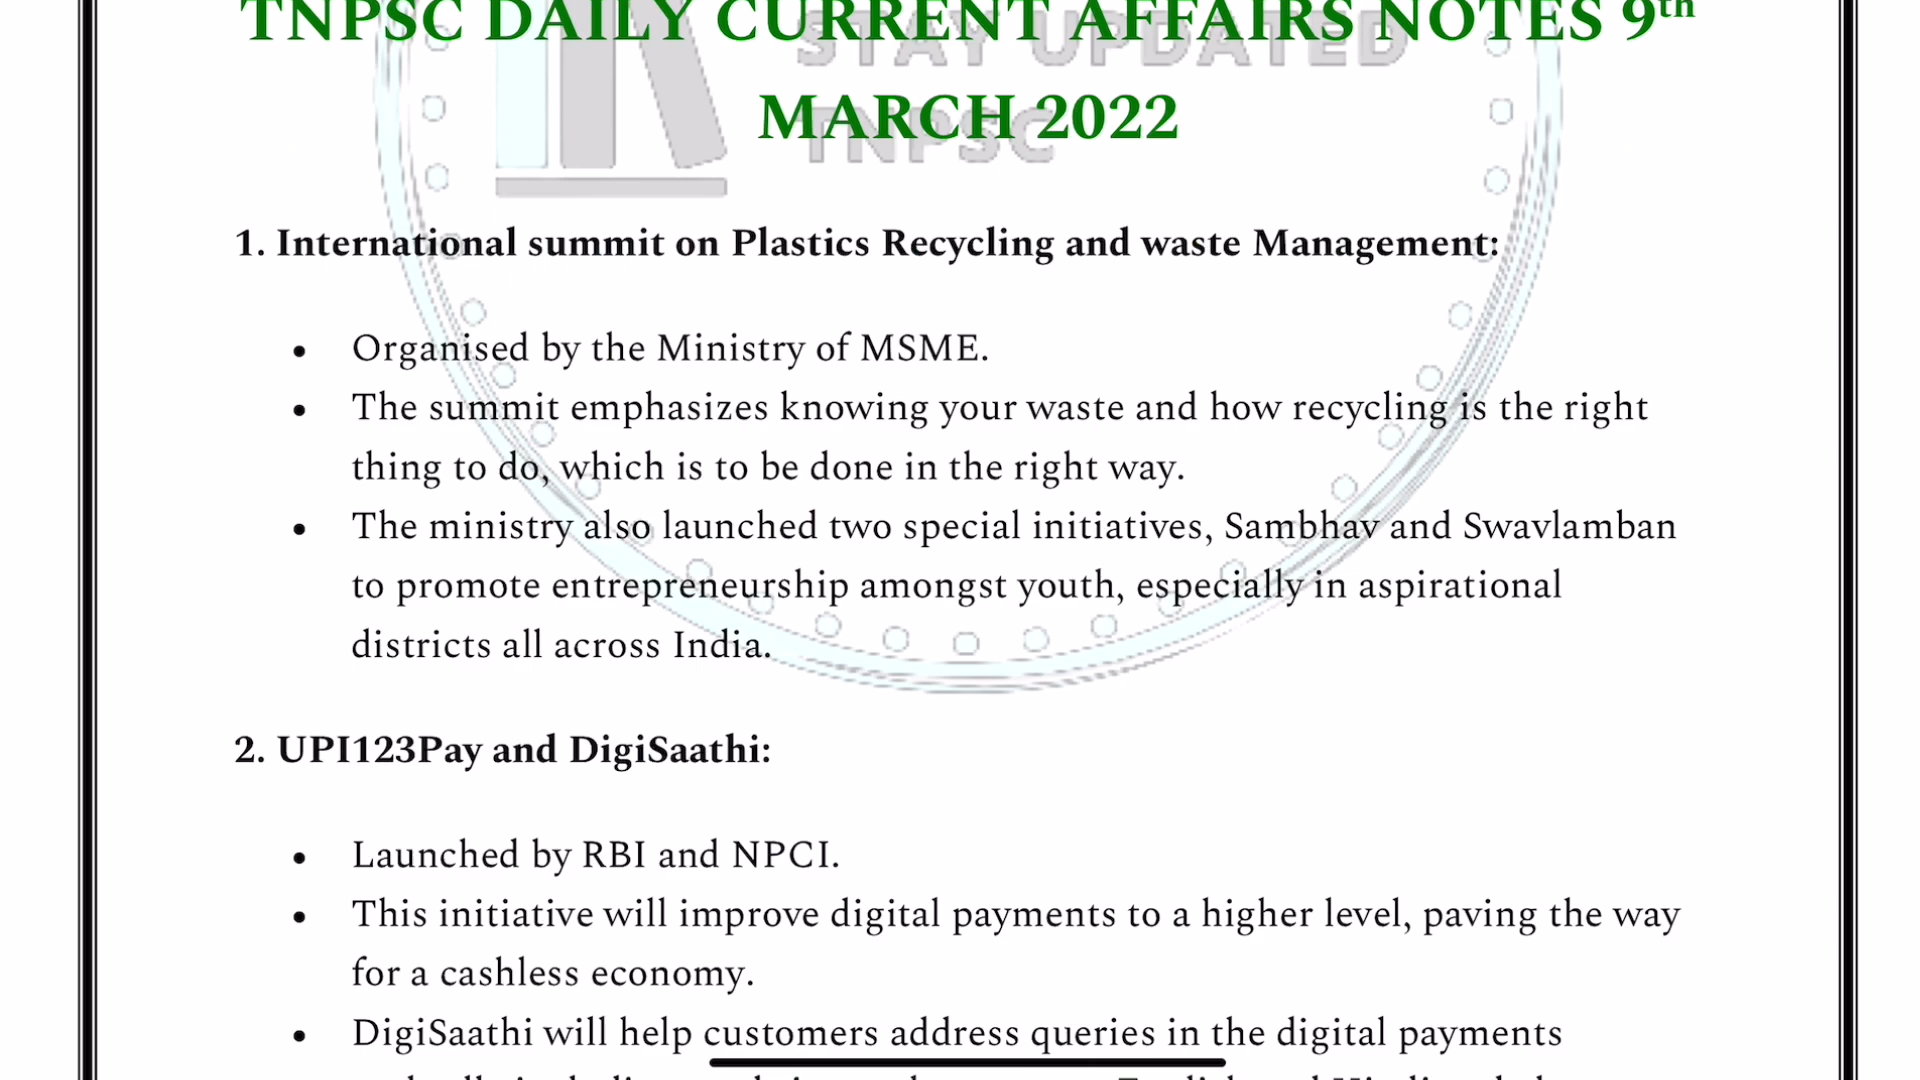 TNPSC DAILY CURRENT AFFAIRS NOTES 9th
MARCH 2022
STAY UPDATED
TNPSC
1. International summit on Plastics Recycling and waste Management:
• Organised by the Ministry of MSME.
• The summit emphasizes knowing your waste and how recycling is the right
thing to do, which is to be done in the right way.
• The ministry also launched two special initiatives, Sambhav and Swavlamban
to promote entrepreneurship amongst youth, especially in aspirational
districts all across India.
2. UPI123Pay and DigiSaathi:
• Launched by RBI and NPCI.
• This initiative will improve digital payments to a higher level, paving the way
for a cashless economy.
• DigiSaathi will help customers address queries in the digital payments